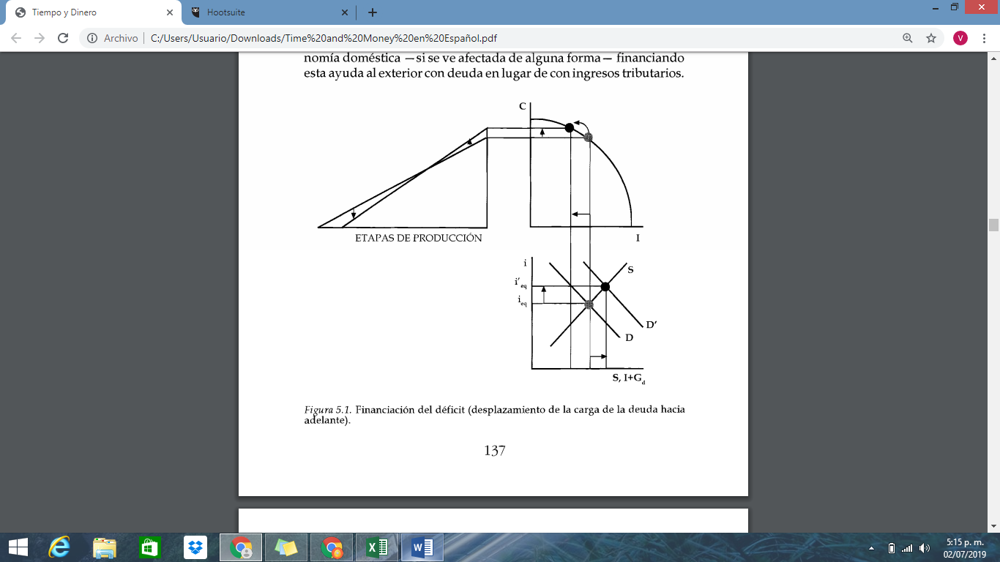 Tiempo y Dinero
Hootsuite
Archivo
C:/Users/Usuario/Downloads/Time%20and%20Money%20en%20Español.pdf
V
nomía doméstica —si se ve afectada de alguna forma— financiando
esta ayuda al exterior con deuda en lugar de con ingresos tributarios.
C
ETAPAS DE PRODUCCIÓN
I
i
S
i'eq
ieq
D'
D
S, I+Gd
Figura 5.1. Financiación del déficit (desplazamiento de la carga de la deuda hacia
adelante).
137
5:15 p. m.
02/07/2019